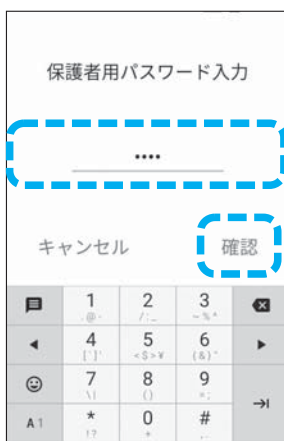 保護者用パスワード入力
••••
キャンセル 確認
1 2 3
.@- /:_ ~%^
4 5 6
[`]' <$>¥ {&}"
7 8 9
\| () =;
A1 * 0 #
!? + ,.